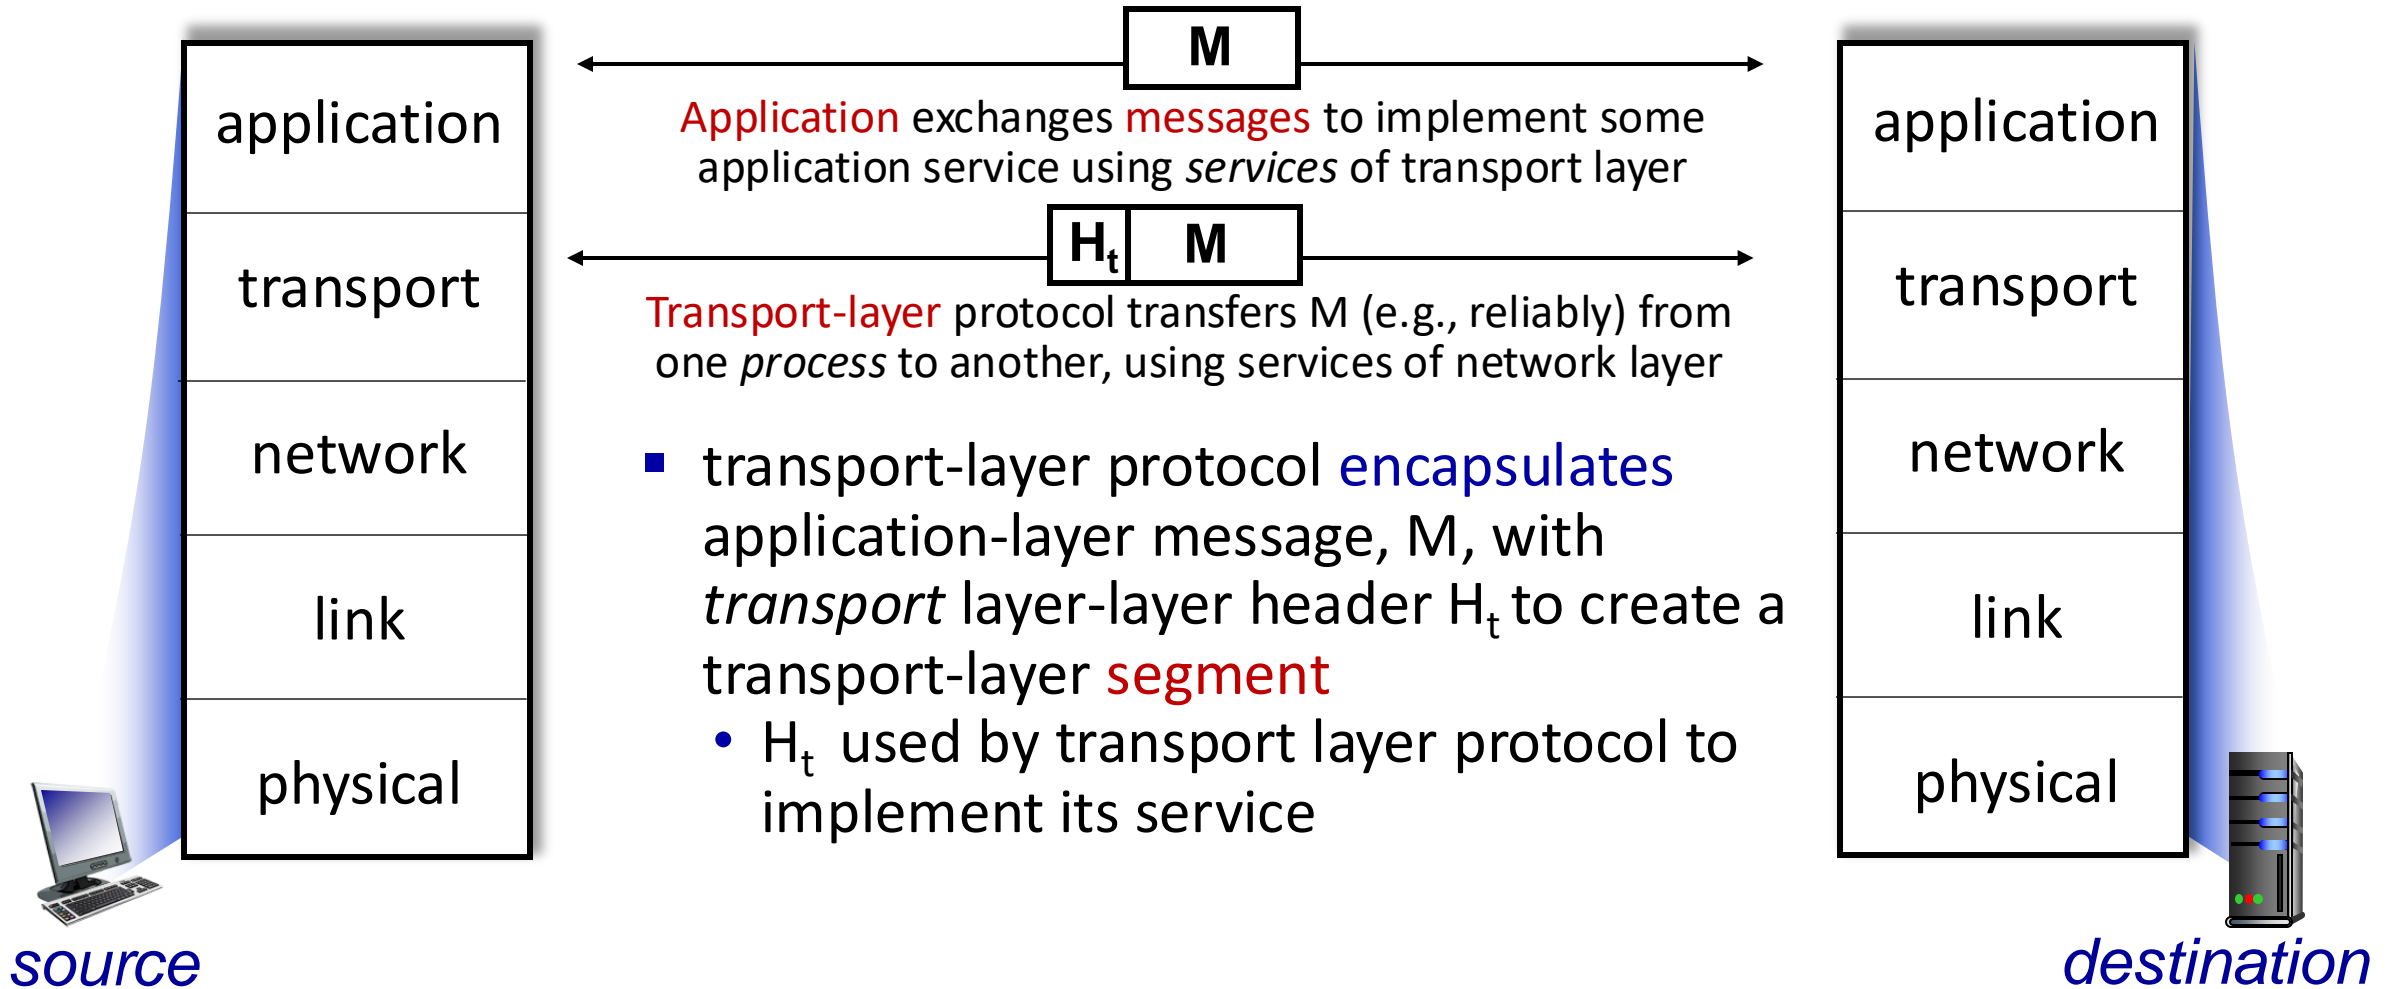 M
application
Application exchanges messages to implement some
application service using services of transport layer
application
Ht M
transport
Transport-layer protocol transfers M (e.g., reliably) from
one process to another, using services of network layer
transport
network
link
physical
▪ transport-layer protocol encapsulates
application-layer message, M, with
transport layer-layer header Ht to create a
transport-layer segment
• Ht used by transport layer protocol to
implement its service
network
link
physical
source
destination